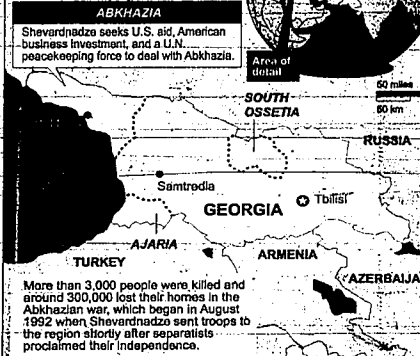 ABKHAZIA
Shevardnadze seeks U.S. aid, American
business investment, and a U.N.
peacekeeping force to deal with Abkhazia.
Area of
detail
50 miles
50 km
SOUTH
OSSETIA
RUSSIA
Samtredia
Tbilisi
GEORGIA
AJARIA
TURKEY
ARMENIA
AZERBAIJA
More than 3,000 people were killed and
around 300,000 lost their homes in the
Abkhazian war, which began in August
1992 when Shevardnadze sent troops to
the region shortly after separatists
proclaimed their independence.